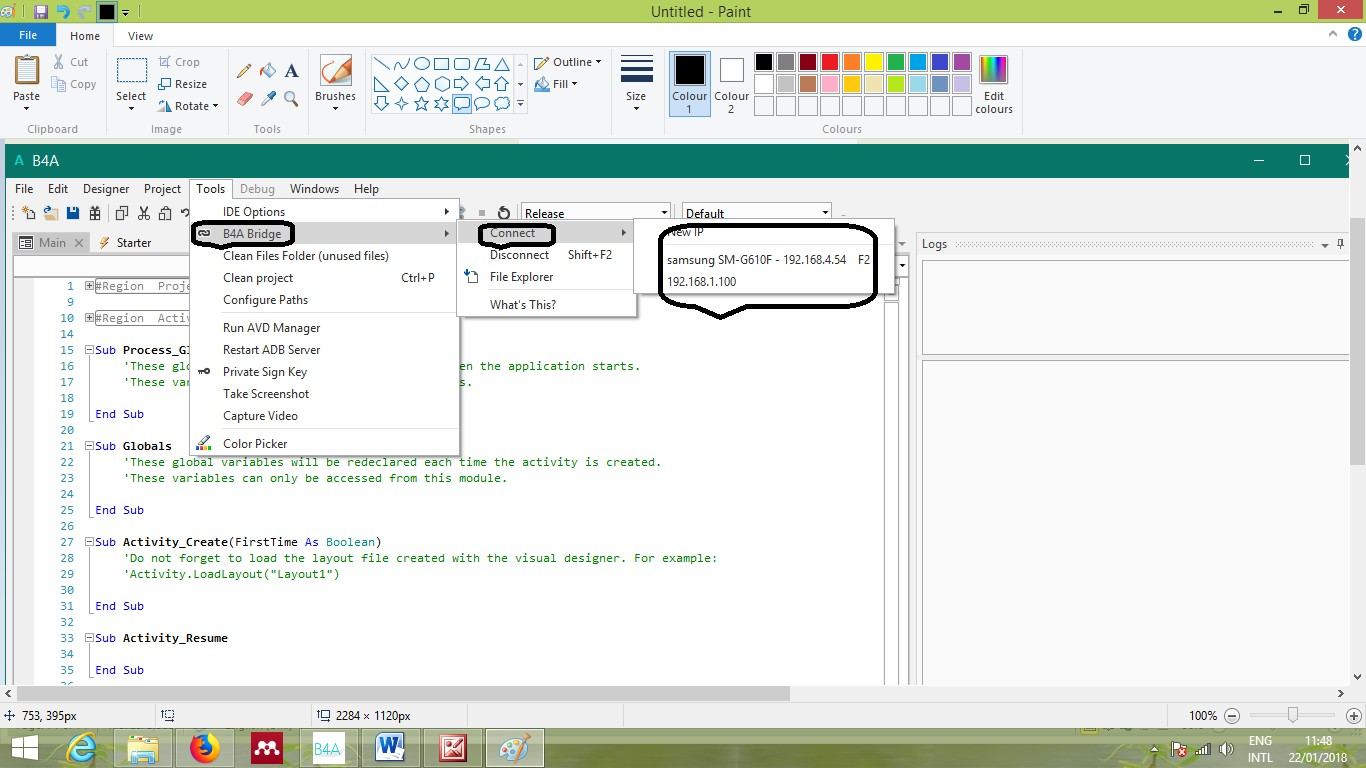 Untitled - Paint
File Home View
Paste
Cut
Copy
Clipboard
Select
Crop
Resize
Rotate
Image
Tools
Brushes
Shapes
Outline
Fill
Size
Colour 1
Colour 2
Edit colours
Colours
B4A
File Edit Designer Project Tools Debug Windows Help
Release Default
Main Starter
IDE Options
B4A Bridge
Clean Files Folder (unused files)
Clean project Ctrl+P
Configure Paths
Run AVD Manager
Restart ADB Server
Private Sign Key
Take Screenshot
Capture Video
Color Picker
Connect
Disconnect Shift+F2
File Explorer
What's This?
New IP
samsung SM-G610F - 192.168.4.54 F2
192.168.1.100
Logs
1 #Region Proje
9
10 #Region Activ
14
15 Sub Process_Gl
16 'These glo en the application starts.
17 'These var s.
18
19 End Sub
20
21 Sub Globals
22 'These global variables will be redeclared each time the activity is created.
23 'These variables can only be accessed from this module.
24
25 End Sub
26
27 Sub Activity_Create(FirstTime As Boolean)
28 'Do not forget to load the layout file created with the visual designer. For example:
29 'Activity.LoadLayout("Layout1")
30
31 End Sub
32
33 Sub Activity_Resume
34
35 End Sub
753, 395px 2284 × 1120px 100%
B4A
ENG
INTL
11:48
22/01/2018